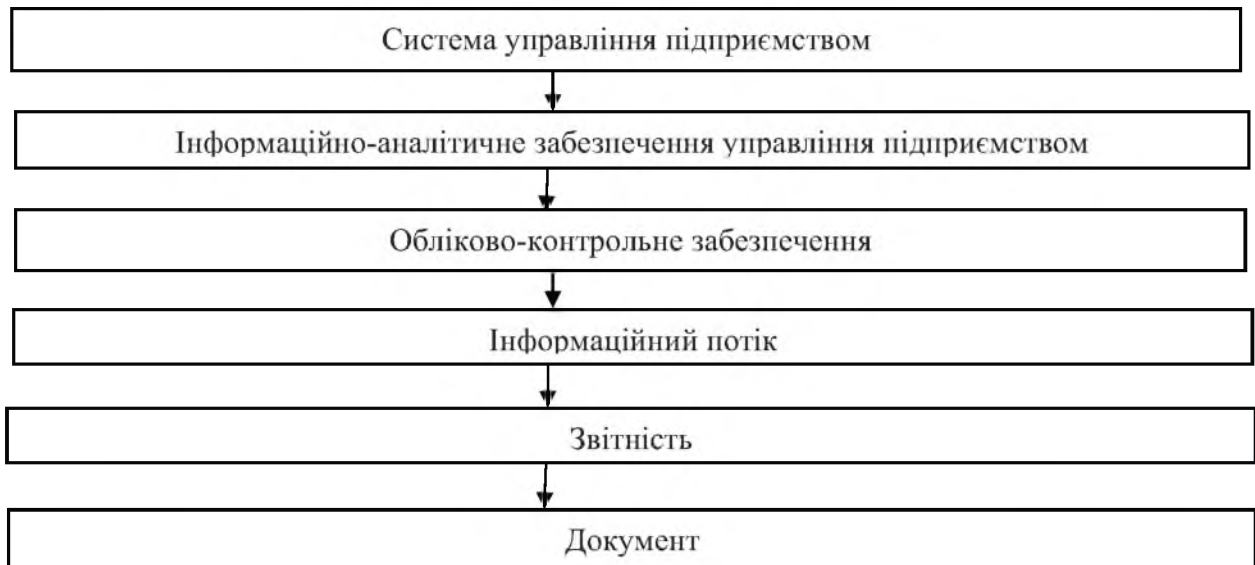 Система управління підприємством
Інформаційно-аналітичне забезпечення управління підприємством
Обліково-контрольне забезпечення
Інформаційний потік
Звітність
Документ